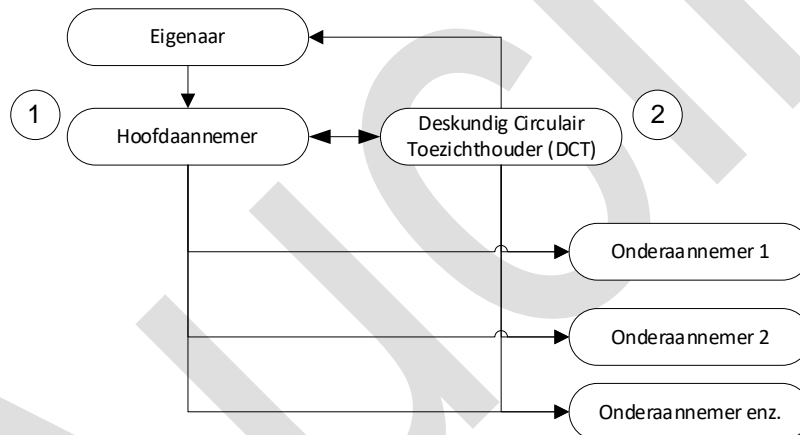 Eigenaar
1
Hoofdaannemer
Deskundig Circulair
Toezichthouder (DCT)
2
Onderaannemer 1
Onderaannemer 2
Onderaannemer enz.